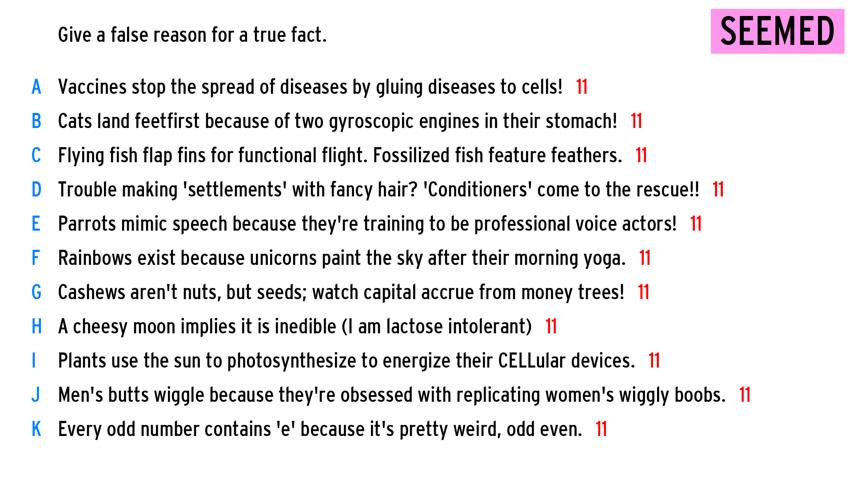 Give a false reason for a true fact.
SEEMED
A Vaccines stop the spread of diseases by gluing diseases to cells! 11
B Cats land feetfirst because of two gyroscopic engines in their stomach! 11
C Flying fish flap fins for functional flight. Fossilized fish feature feathers. 11
D Trouble making 'settlements' with fancy hair? 'Conditioners' come to the rescue!! 11
E Parrots mimic speech because they're training to be professional voice actors! 11
F Rainbows exist because unicorns paint the sky after their morning yoga. 11
G Cashews aren't nuts, but seeds; watch capital accrue from money trees! 11
H A cheesy moon implies it is inedible (I am lactose intolerant) 11
I Plants use the sun to photosynthesize to energize their CELLular devices. 11
J Men's butts wiggle because they're obsessed with replicating women's wiggly boobs. 11
K Every odd number contains 'e' because it's pretty weird, odd even. 11